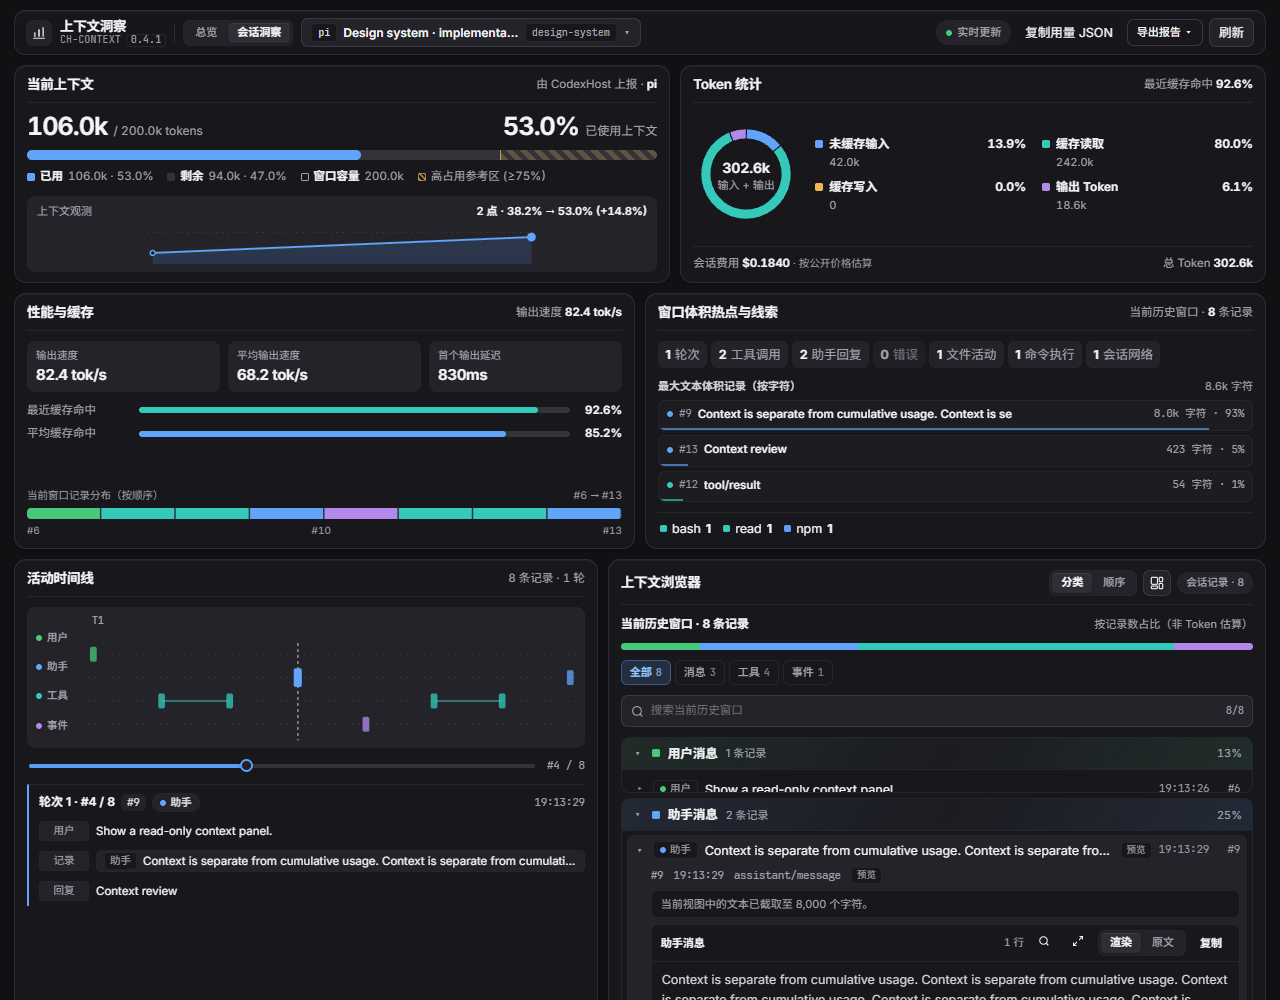 上下文洞察
CH-CONTEXT 0.4.1
总览 会话洞察
pi Design system · implementa... design-system
实时更新 复制用量 JSON 导出报告 刷新
当前上下文 由 CodexHost 上报 · pi
106.0k / 200.0k tokens 53.0% 已使用上下文
已用 106.0k · 53.0% 剩余 94.0k · 47.0% 窗口容量 200.0k 高占用参考区 (≥75%)
上下文观测 2 点 · 38.2% → 53.0% (+14.8%)
Token 统计 最近缓存命中 92.6%
302.6k
输入 + 输出
未缓存输入 13.9%
42.0k
缓存读取 80.0%
242.0k
缓存写入 0.0%
0
输出 Token 6.1%
18.6k
会话费用 $0.1840 · 按公开价格估算 总 Token 302.6k
性能与缓存 输出速度 82.4 tok/s
输出速度
82.4 tok/s
平均输出速度
68.2 tok/s
首个输出延迟
830ms
最近缓存命中 92.6%
平均缓存命中 85.2%
当前窗口记录分布（按顺序） #6 → #13
#6 #10 #13
窗口体积热点与线索 当前历史窗口 · 8 条记录
1 轮次 2 工具调用 2 助手回复 0 错误 1 文件活动 1 命令执行 1 会话网络
最大文本体积记录（按字符） 8.6k 字符
#9 Context is separate from cumulative usage. Context is se 8.0k 字符 · 93%
#13 Context review 423 字符 · 5%
#12 tool/result 54 字符 · 1%
bash 1 read 1 npm 1
活动时间线 8 条记录 · 1 轮
T1
用户
助手
工具
事件
#4 / 8
轮次 1 · #4 / 8 #9 助手 19:13:29
用户 Show a read-only context panel.
记录 助手 Context is separate from cumulative usage. Context is separate from cumulati...
回复 Context review
上下文浏览器 分类 顺序 会话记录 · 8
当前历史窗口 · 8 条记录 按记录数占比（非 Token 估算）
全部 8 消息 3 工具 4 事件 1
搜索当前历史窗口 8/8
用户消息 1 条记录 13%
用户 Show a read-only context panel. 19:13:26 #6
助手消息 2 条记录 25%
助手 Context is separate from cumulative usage. Context is separate fro... 预览 19:13:29 #9
#9 19:13:29 assistant/message 预览
当前视图中的文本已截取至 8,000 个字符。
助手消息 1 行 渲染 原文 复制
Context is separate from cumulative usage. Context is separate from cumulative usage. Context
is separate from cumulative usage. Context is separate from cumulative usage. Context is